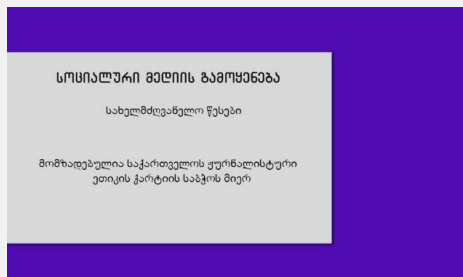 სოციალური მედიის გამოყენება
სახელმძღვანელო წესები
მომზადებულია საქართველოს ჟურნალისტური
ეთიკის ქარტიის საბჭოს მიერ